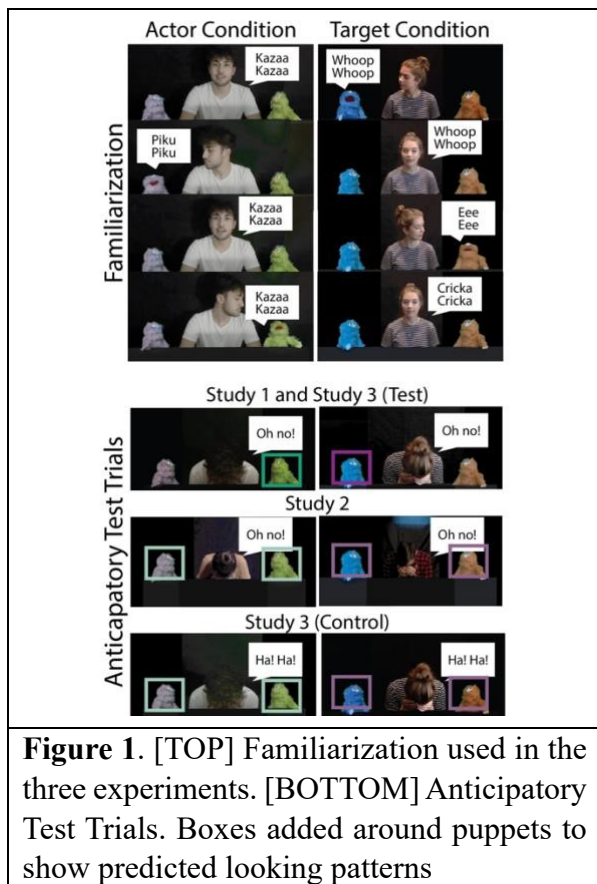 Actor Condition
Target Condition
Familiarization
Kazaa
Kazaa
Whoop
Whoop
Piku
Piku
Whoop
Whoop
Kazaa
Kazaa
Eee
Eee
Kazaa
Kazaa
Cricka
Cricka
Anticapatory Test Trials
Study 1 and Study 3 (Test)
Oh no!
Oh no!
Study 2
Oh no!
Oh no!
Study 3 (Control)
Ha! Ha!
Ha! Ha!
Figure 1. [TOP] Familiarization used in the
three experiments. [BOTTOM] Anticipatory
Test Trials. Boxes added around puppets to
show predicted looking patterns